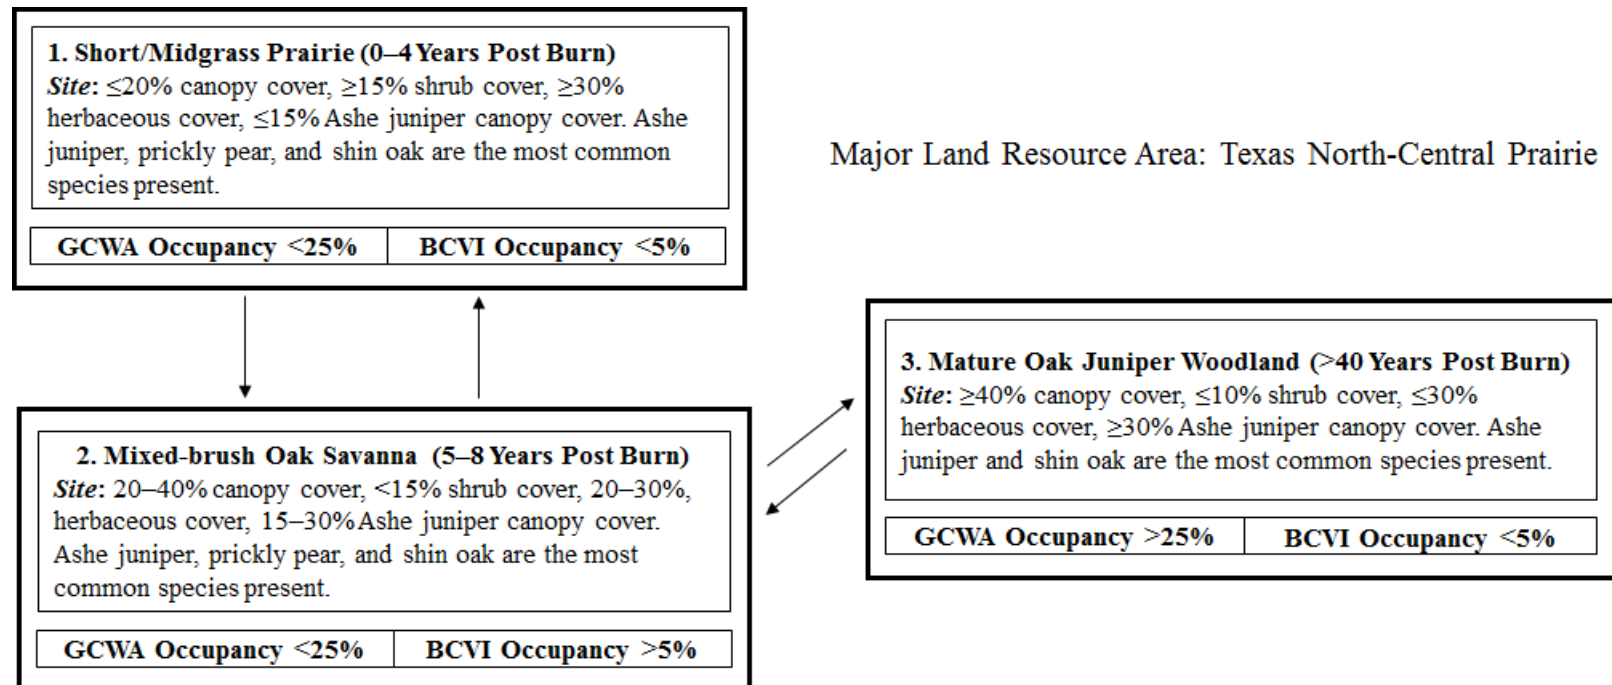 1. Short/Midgrass Prairie (0–4 Years Post Burn)
Site: ≤20% canopy cover, ≥15% shrub cover, ≥30%
herbaceous cover, ≤15% Ashe juniper canopy cover. Ashe
juniper, prickly pear, and shin oak are the most common
species present.
GCWA Occupancy <25%
BCVI Occupancy <5%
Major Land Resource Area: Texas North-Central Prairie
2. Mixed-brush Oak Savanna (5–8 Years Post Burn)
Site: 20–40% canopy cover, <15% shrub cover, 20–30%,
herbaceous cover, 15–30% Ashe juniper canopy cover.
Ashe juniper, prickly pear, and shin oak are the most
common species present.
GCWA Occupancy <25%
BCVI Occupancy >5%
3. Mature Oak Juniper Woodland (>40 Years Post Burn)
Site: ≥40% canopy cover, ≤10% shrub cover, ≤30%
herbaceous cover, ≥30% Ashe juniper canopy cover. Ashe
juniper and shin oak are the most common species present.
GCWA Occupancy >25%
BCVI Occupancy <5%